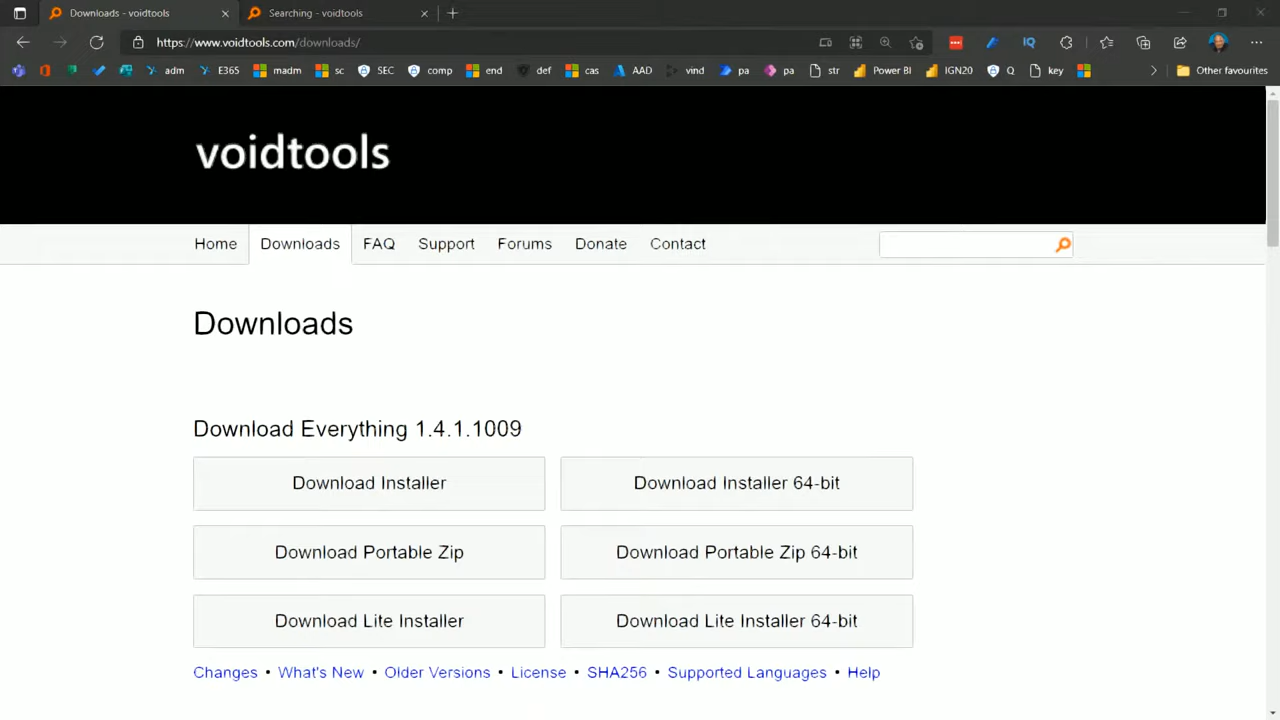 Downloads - voidtools
Searching - voidtools
https://www.voidtools.com/downloads/
IQ
adm
E365
madm
sc
SEC
comp
end
def
cas
AAD
vind
pa
pa
str
Power BI
IGN20
Q
key
Other favourites
voidtools
Home Downloads FAQ Support Forums Donate Contact
Downloads
Download Everything 1.4.1.1009
Download Installer
Download Installer 64-bit
Download Portable Zip
Download Portable Zip 64-bit
Download Lite Installer
Download Lite Installer 64-bit
Changes • What's New • Older Versions • License • SHA256 • Supported Languages • Help